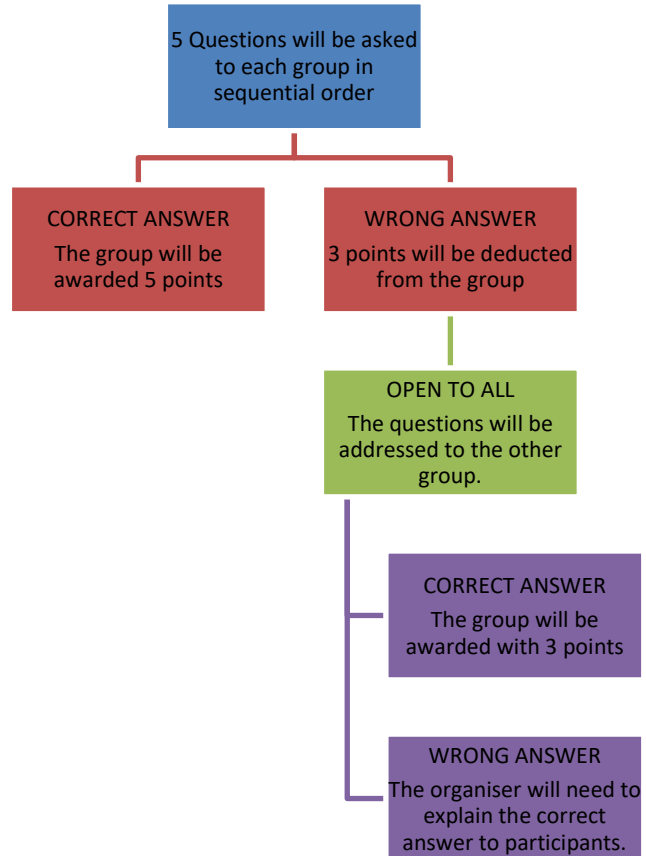 5 Questions will be asked
to each group in
sequential order
CORRECT ANSWER
The group will be
awarded 5 points
WRONG ANSWER
3 points will be deducted
from the group
OPEN TO ALL
The questions will be
addressed to the other
group.
CORRECT ANSWER
The group will be
awarded with 3 points
WRONG ANSWER
The organiser will need to
explain the correct
answer to participants.